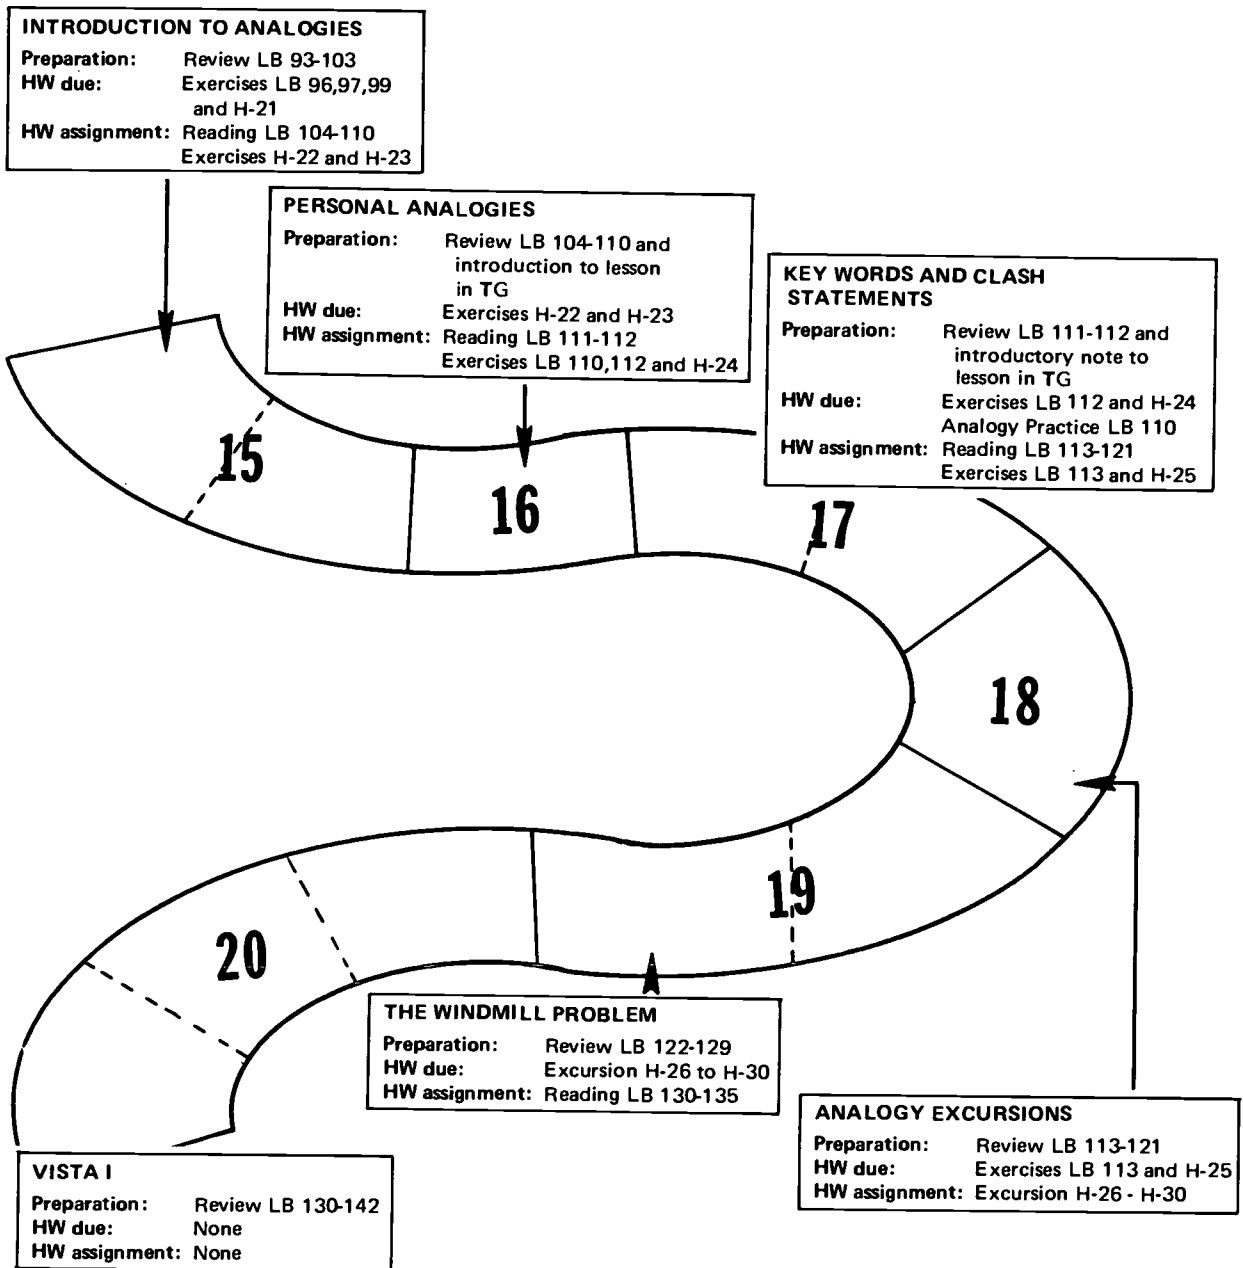 INTRODUCTION TO ANALOGIES
Preparation: Review LB 93-103
HW due: Exercises LB 96,97,99
and H-21
HW assignment: Reading LB 104-110
Exercises H-22 and H-23
PERSONAL ANALOGIES
Preparation: Review LB 104-110 and
introduction to lesson
in TG
HW due: Exercises H-22 and H-23
HW assignment: Reading LB 111-112
Exercises LB 110,112 and H-24
KEY WORDS AND CLASH
STATEMENTS
Preparation: Review LB 111-112 and
introductory note to
lesson in TG
HW due: Exercises LB 112 and H-24
Analogy Practice LB 110
HW assignment: Reading LB 113-121
Exercises LB 113 and H-25
15
16
17
18
19
20
THE WINDMILL PROBLEM
Preparation: Review LB 122-129
HW due: Excursion H-26 to H-30
HW assignment: Reading LB 130-135
ANALOGY EXCURSIONS
Preparation: Review LB 113-121
HW due: Exercises LB 113 and H-25
HW assignment: Excursion H-26 - H-30
VISTA I
Preparation: Review LB 130-142
HW due: None
HW assignment: None